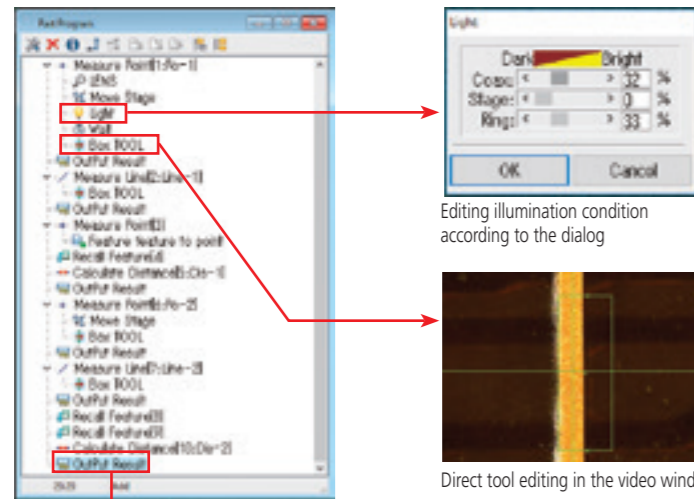 Part Program
Measure Point[1:Po-1]
LENS
Move Stage
Light
Wait
Box TOOL
OutPut Result
Measure Line[2:Line-1]
Box TOOL
OutPut Result
Measure Point[3]
Feature feature to point
Recall Feature[4]
Calculate Distance[5:Dis-1]
OutPut Result
Measure Point[6:Po-2]
Move Stage
Box TOOL
OutPut Result
Measure Line[7:Line-2]
Box TOOL
OutPut Result
Recall Feature[8]
Recall Feature[9]
Calculate Distance[10:Dis-2]
OutPut Result
Add
Light
Dark Bright
Coax: 32 %
Stage: 0 %
Ring: 33 %
OK Cancel
Editing illumination condition
according to the dialog
Direct tool editing in the video wind